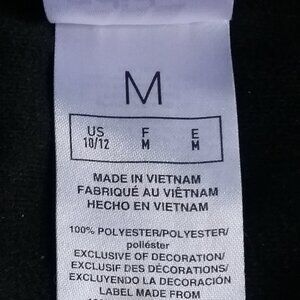 M
US F E
10/12 M M
MADE IN VIETNAM
FABRIQUÉ AU VIÊTNAM
HECHO EN VIETNAM
100% POLYESTER/POLYESTER/
poliéster
EXCLUSIVE OF DECORATION/
EXCLUSIF DES DÉCORATIONS/
EXCLUYENDO LA DECORACIÓN
LABEL MADE FROM